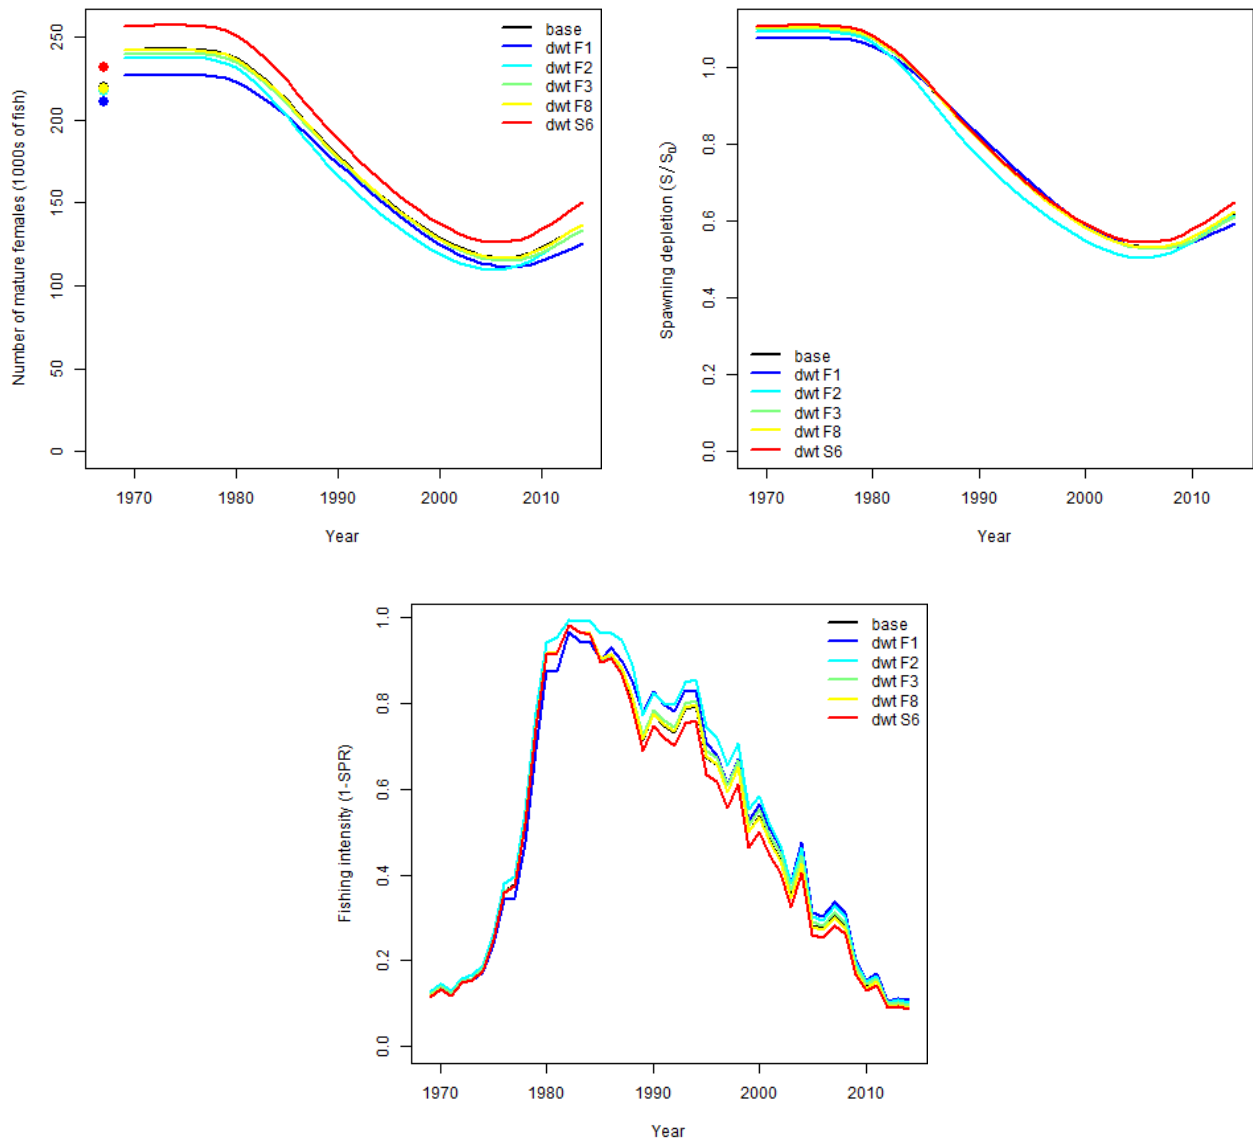 Number of mature females (1000s of fish)
250
200
150
100
50
0
1970 1980 1990 2000 2010
Year
base
dwt F1
dwt F2
dwt F3
dwt F8
dwt S6
Spawning depletion (S/S₀)
1.0
0.8
0.6
0.4
0.2
0.0
base
dwt F1
dwt F2
dwt F3
dwt F8
dwt S6
1970 1980 1990 2000 2010
Year
Fishing intensity (1-SPR)
1.0
0.8
0.6
0.4
0.2
0.0
base
dwt F1
dwt F2
dwt F3
dwt F8
dwt S6
1970 1980 1990 2000 2010
Year